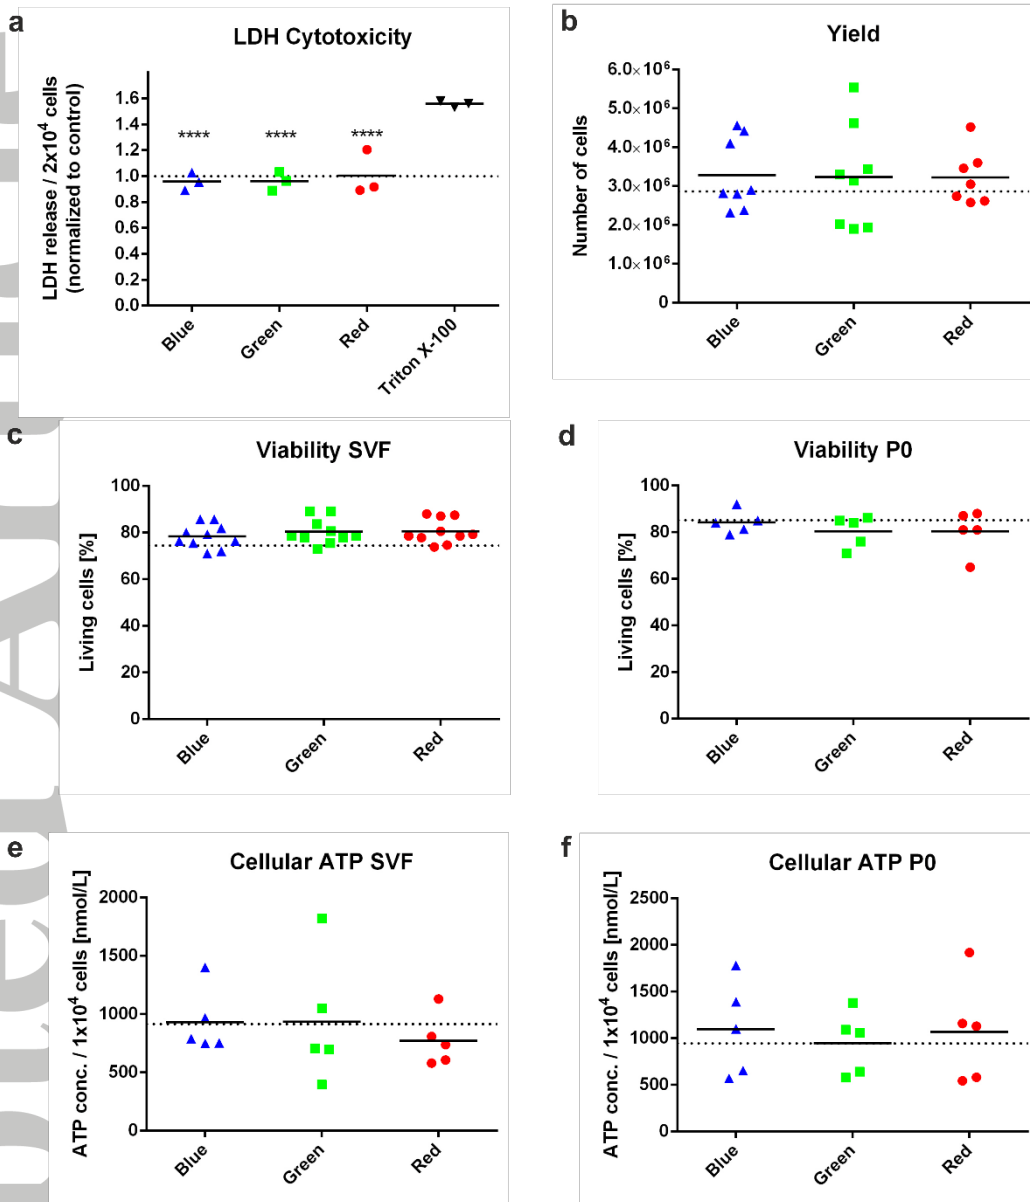 a
LDH Cytotoxicity
LDH release / 2x10⁴ cells
(normalized to control)
1.6
1.4
1.2
1.0
0.8
0.6
0.4
0.2
0.0
**** **** ****
Blue Green Red Triton X-100
b
Yield
Number of cells
6.0×10⁶
5.0×10⁶
4.0×10⁶
3.0×10⁶
2.0×10⁶
1.0×10⁶
0
Blue Green Red
c
Viability SVF
Living cells [%]
100
80
60
40
20
0
Blue Green Red
d
Viability P0
Living cells [%]
100
80
60
40
20
0
Blue Green Red
e
Cellular ATP SVF
ATP conc. / 1x10⁴ cells [nmol/L]
2000
1500
1000
500
0
Blue Green Red
f
Cellular ATP P0
ATP conc. / 1x10⁴ cells [nmol/L]
2500
2000
1500
1000
500
0
Blue Green Red